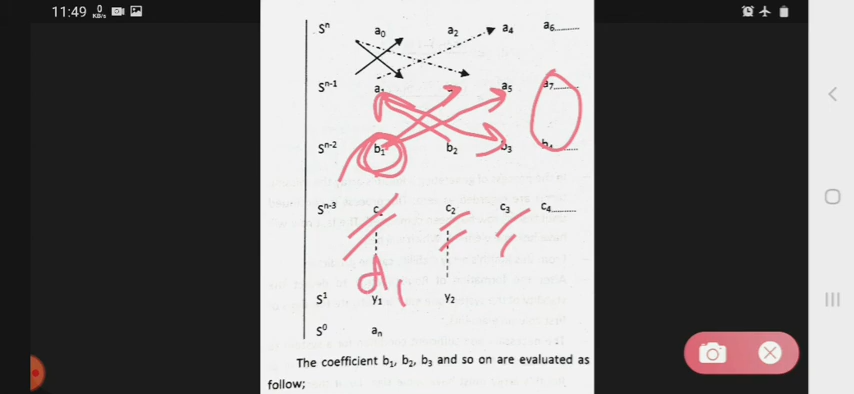 11:49 0 KB/s
Sⁿ a₀ a₂ a₄ a₆..........
Sⁿ⁻¹ a₁ a₅ a₇..........
Sⁿ⁻² b₁ b₂ b₃ b₄..........
Sⁿ⁻³ c₁ c₂ c₃ c₄..........
d₁
S¹ y₁ y₂
S⁰ aₙ
The coefficient b₁, b₂, b₃ and so on are evaluated as
follow;